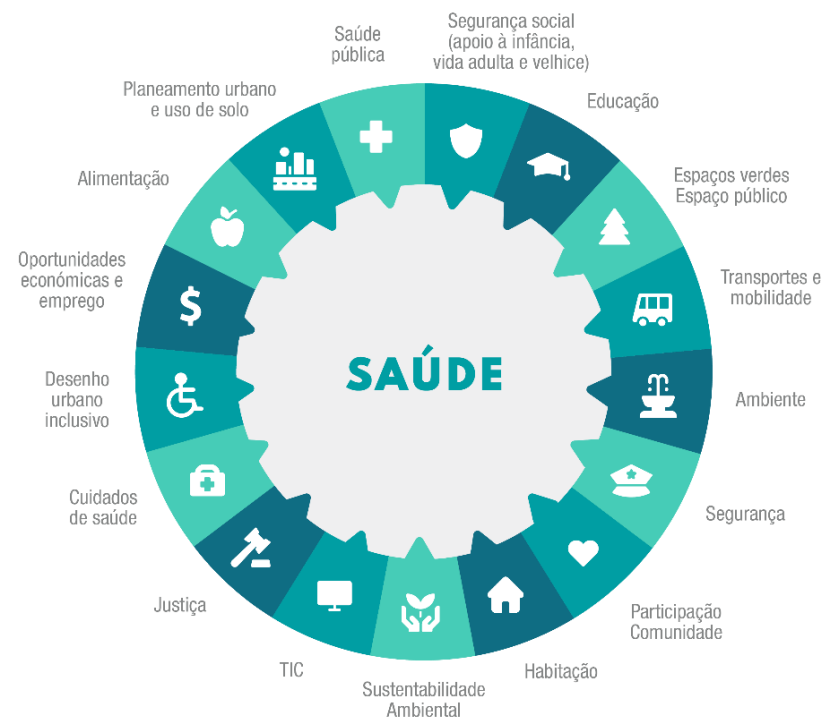 Saúde
pública
Segurança social
(apoio à infância,
vida adulta e velhice)
Educação
Espaços verdes
Espaço público
Transportes e
mobilidade
Ambiente
Segurança
Participação
Comunidade
Habitação
Sustentabilidade
Ambiental
TIC
Justiça
Cuidados
de saúde
Desenho
urbano
inclusivo
Oportunidades
económicas e
emprego
Alimentação
Planeamento urbano
e uso de solo
$
SAÚDE